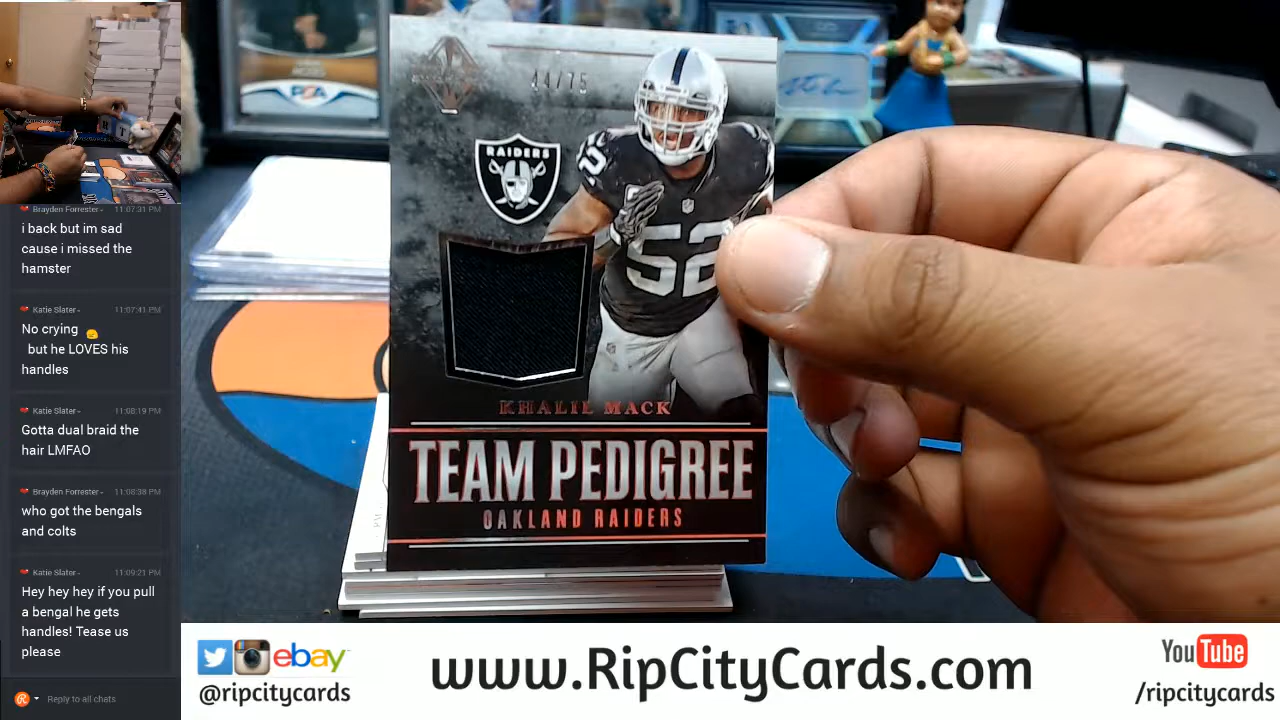 Brayden Forrester- 11:07:31 PM
i back but im sad
cause i missed the
hamster
Katie Slater- 11:07:41 PM
No crying
but he LOVES his
handles
Katie Slater- 11:08:19 PM
Gotta dual braid the
hair LMFAO
Brayden Forrester- 11:08:38 PM
who got the bengals
and colts
Katie Slater- 11:09:21 PM
Hey hey hey if you pull
a bengal he gets
handles! Tease us
please
Reply to all chats
PSA
44/75
RAIDERS
52
52
KHALIL MACK
TEAM PEDIGREE
OAKLAND RAIDERS
ebay
@ripcitycards
www.RipCityCards.com
YouTube
/ripcitycards